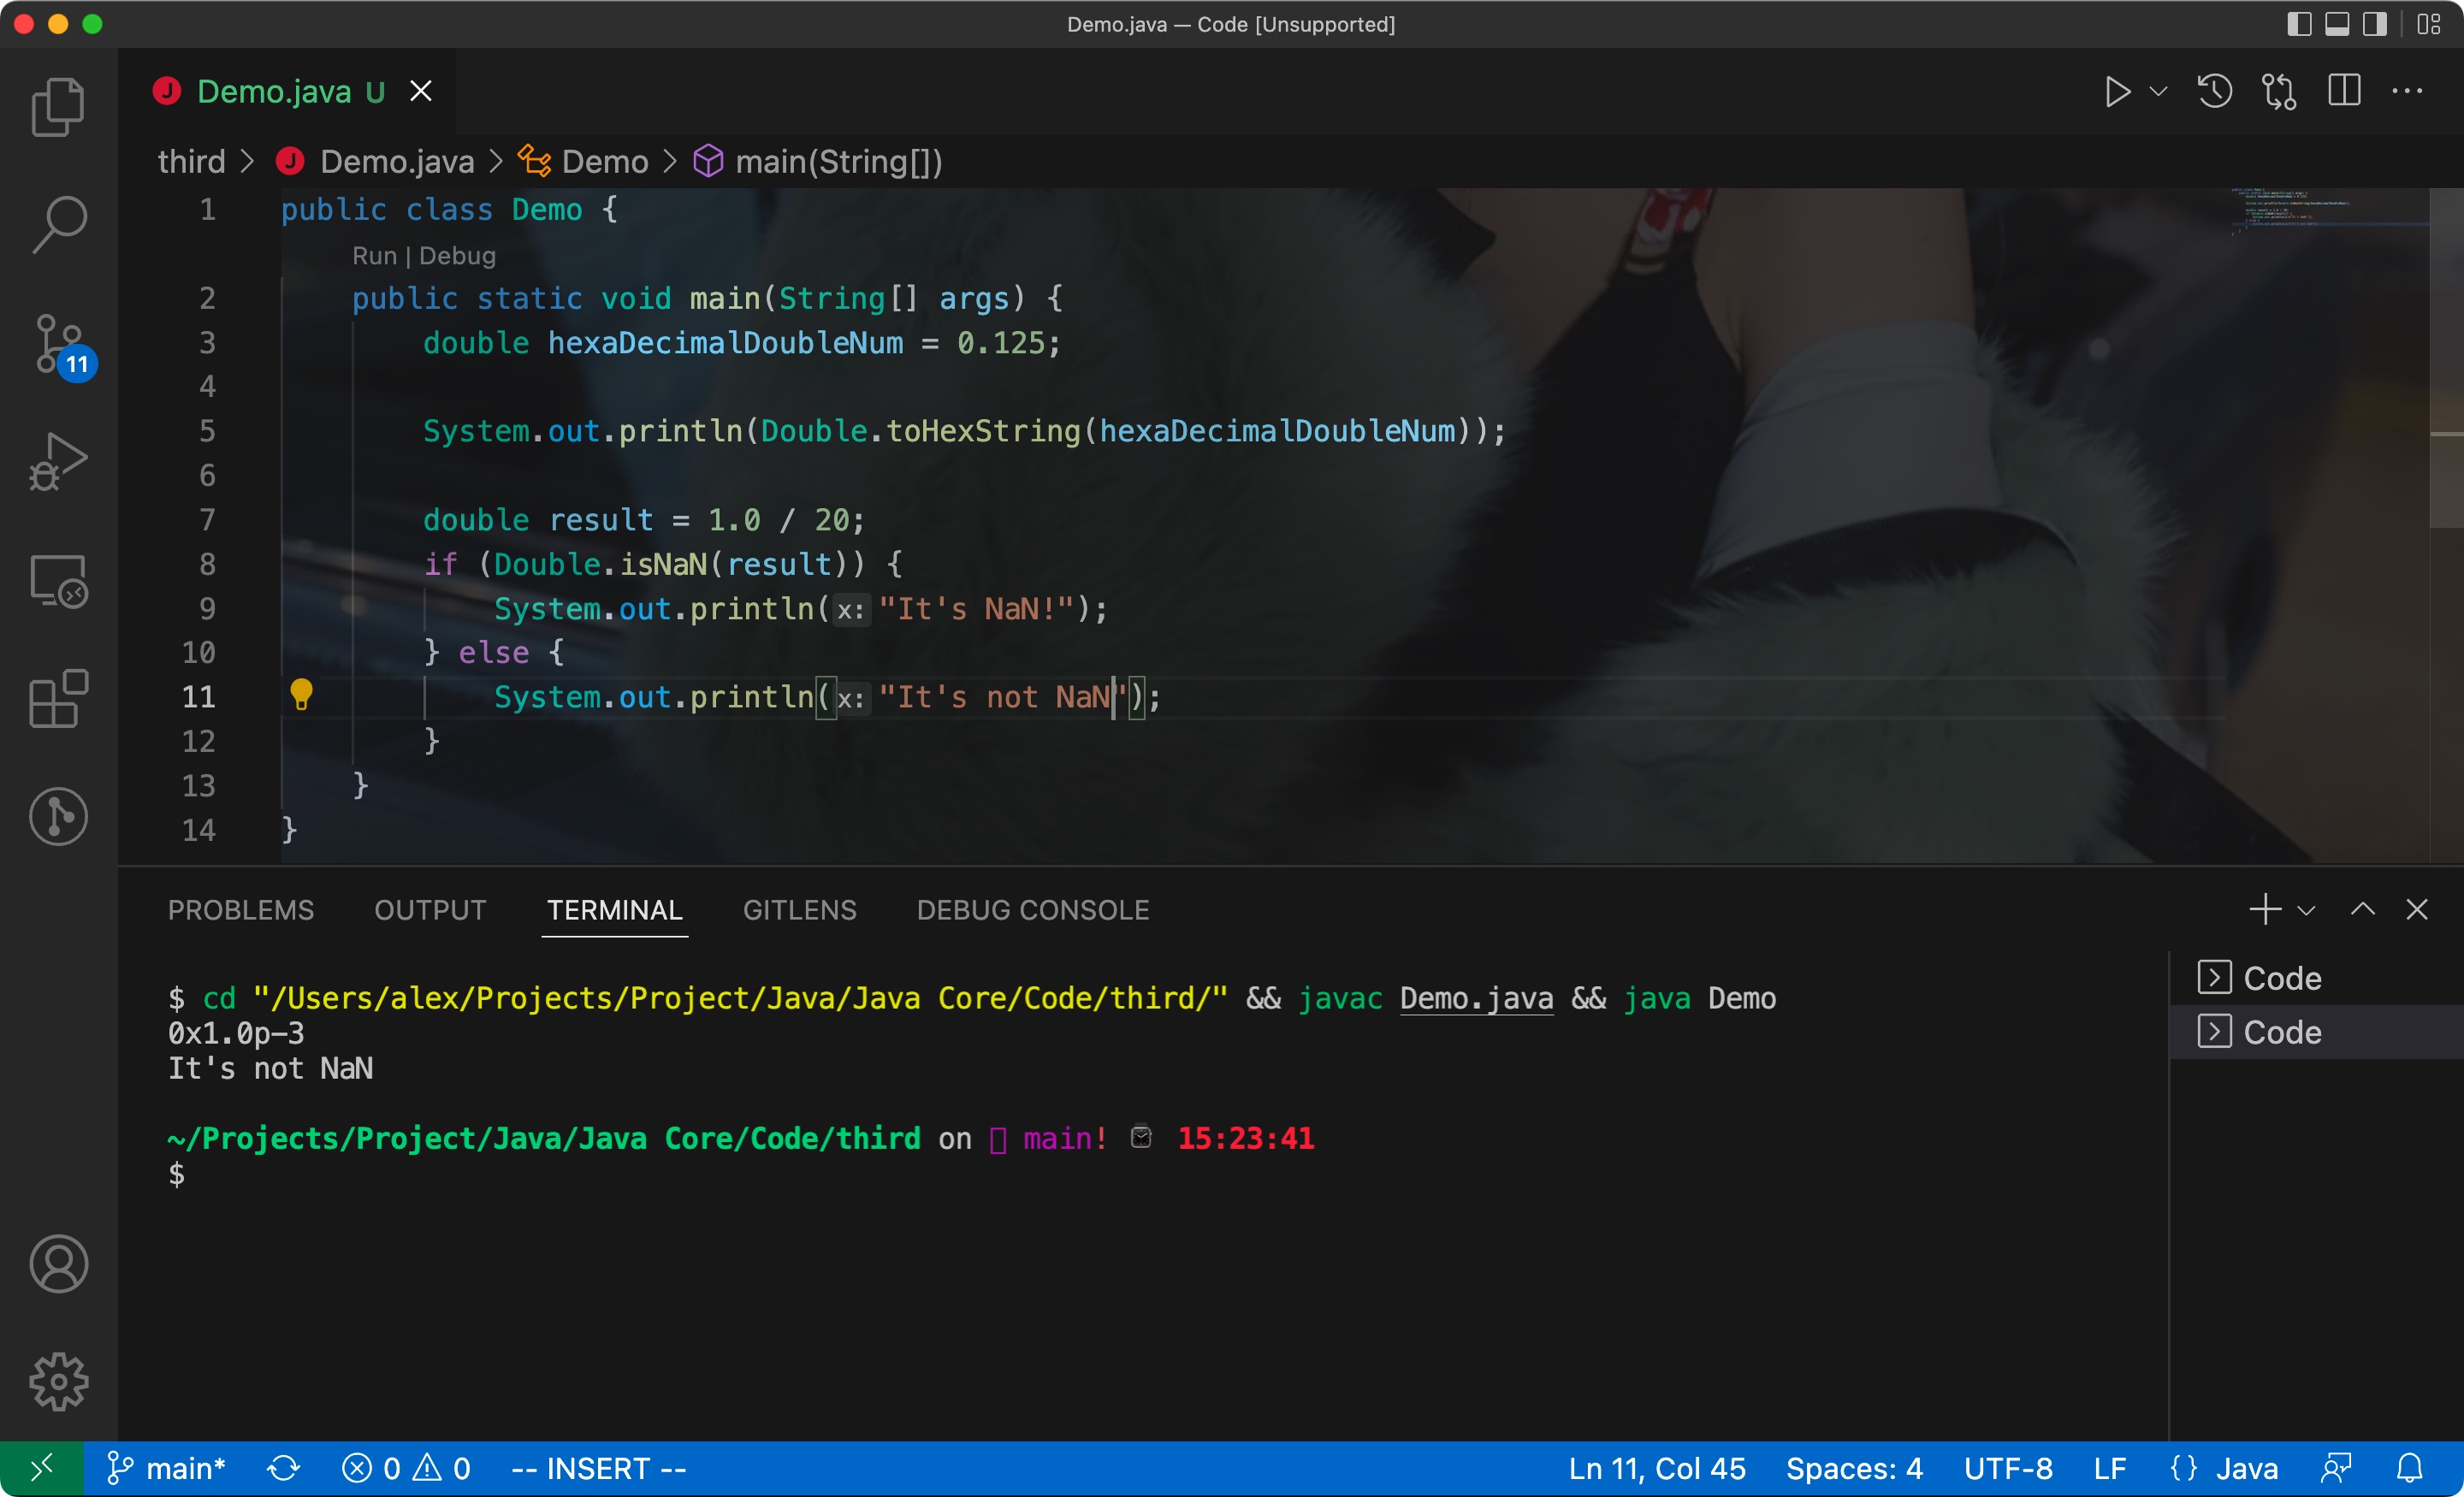 Demo.java — Code [Unsupported]
Demo.java U
third > Demo.java > Demo > main(String[])
1 public class Demo {
Run | Debug
2 public static void main(String[] args) {
3 double hexaDecimalDoubleNum = 0.125;
4
5 System.out.println(Double.toHexString(hexaDecimalDoubleNum));
6
7 double result = 1.0 / 20;
8 if (Double.isNaN(result)) {
9 System.out.println(x: "It's NaN!");
10 } else {
11 System.out.println(x: "It's not NaN");
12 }
13 }
14 }
11
PROBLEMS OUTPUT TERMINAL GITLENS DEBUG CONSOLE
$ cd "/Users/alex/Projects/Project/Java/Java Core/Code/third/" && javac Demo.java && java Demo
0x1.0p-3
It's not NaN
~/Projects/Project/Java/Java Core/Code/third on main! 15:23:41
$
Code
Code
main* 0 0 -- INSERT -- Ln 11, Col 45 Spaces: 4 UTF-8 LF {} Java